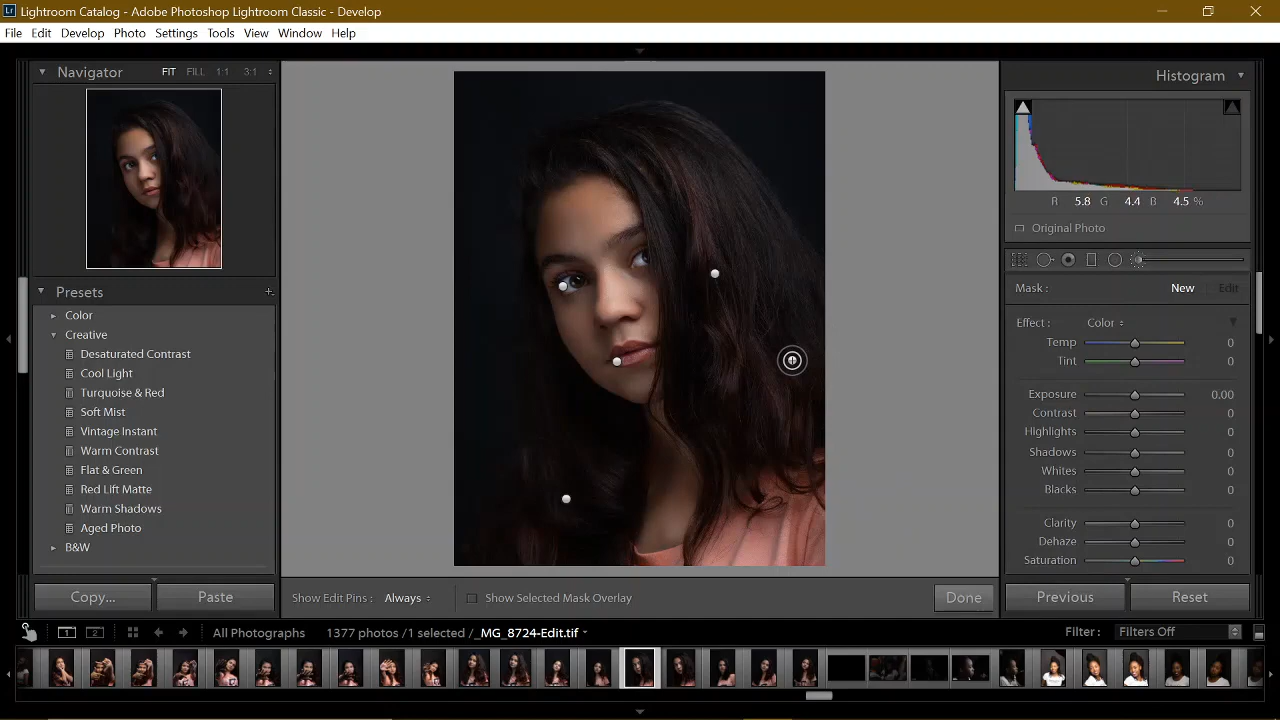 Lr Lightroom Catalog - Adobe Photoshop Lightroom Classic - Develop
File Edit Develop Photo Settings Tools View Window Help
Navigator FIT FILL 1:1 3:1
Histogram
R 5.8 G 4.4 B 4.5 %
Original Photo
Mask : New Edit
Presets +
Color
Creative
Desaturated Contrast
Cool Light
Turquoise & Red
Soft Mist
Vintage Instant
Warm Contrast
Flat & Green
Red Lift Matte
Warm Shadows
Aged Photo
B&W
Effect : Color
Temp 0
Tint 0
Exposure 0.00
Contrast 0
Highlights 0
Shadows 0
Whites 0
Blacks 0
Clarity 0
Dehaze 0
Saturation 0
Copy... Paste
Show Edit Pins : Always Show Selected Mask Overlay Done
Previous Reset
1 2 All Photographs 1377 photos /1 selected /_MG_8724-Edit.tif Filter : Filters Off